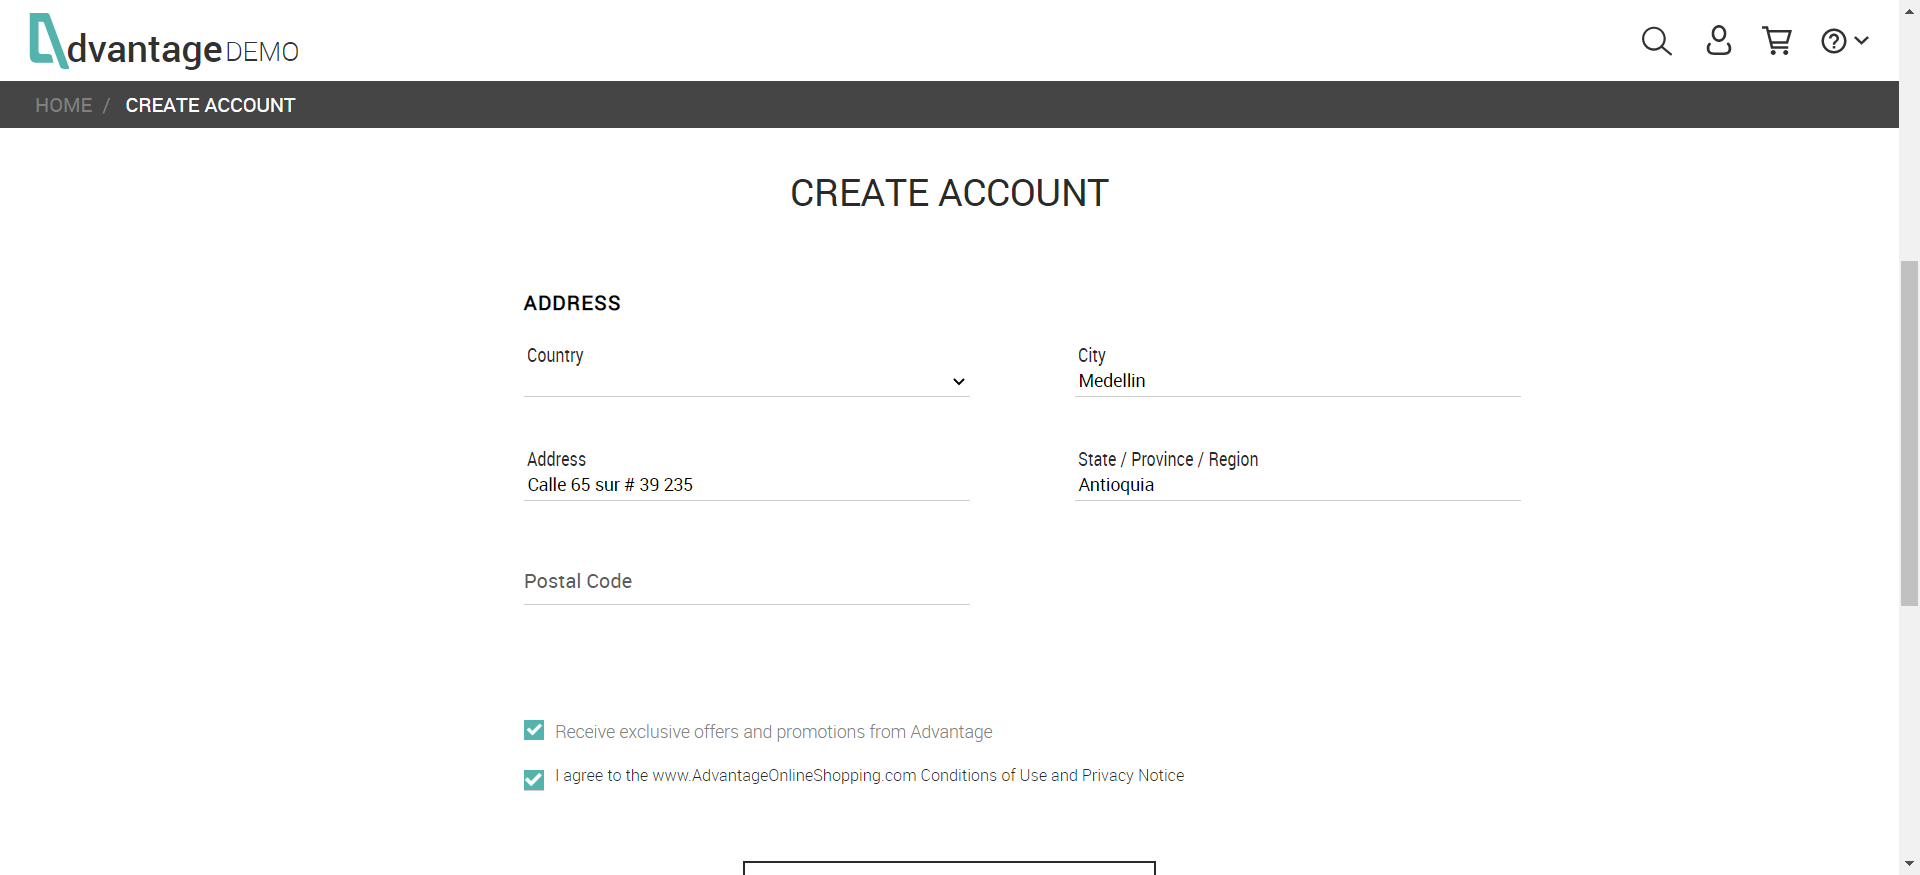 dvantage DEMO
HOME / CREATE ACCOUNT
CREATE ACCOUNT
ADDRESS
Country
City
Medellin
Address
Calle 65 sur # 39 235
State / Province / Region
Antioquia
Postal Code
Receive exclusive offers and promotions from Advantage
I agree to the www.AdvantageOnlineShopping.com Conditions of Use and Privacy Notice